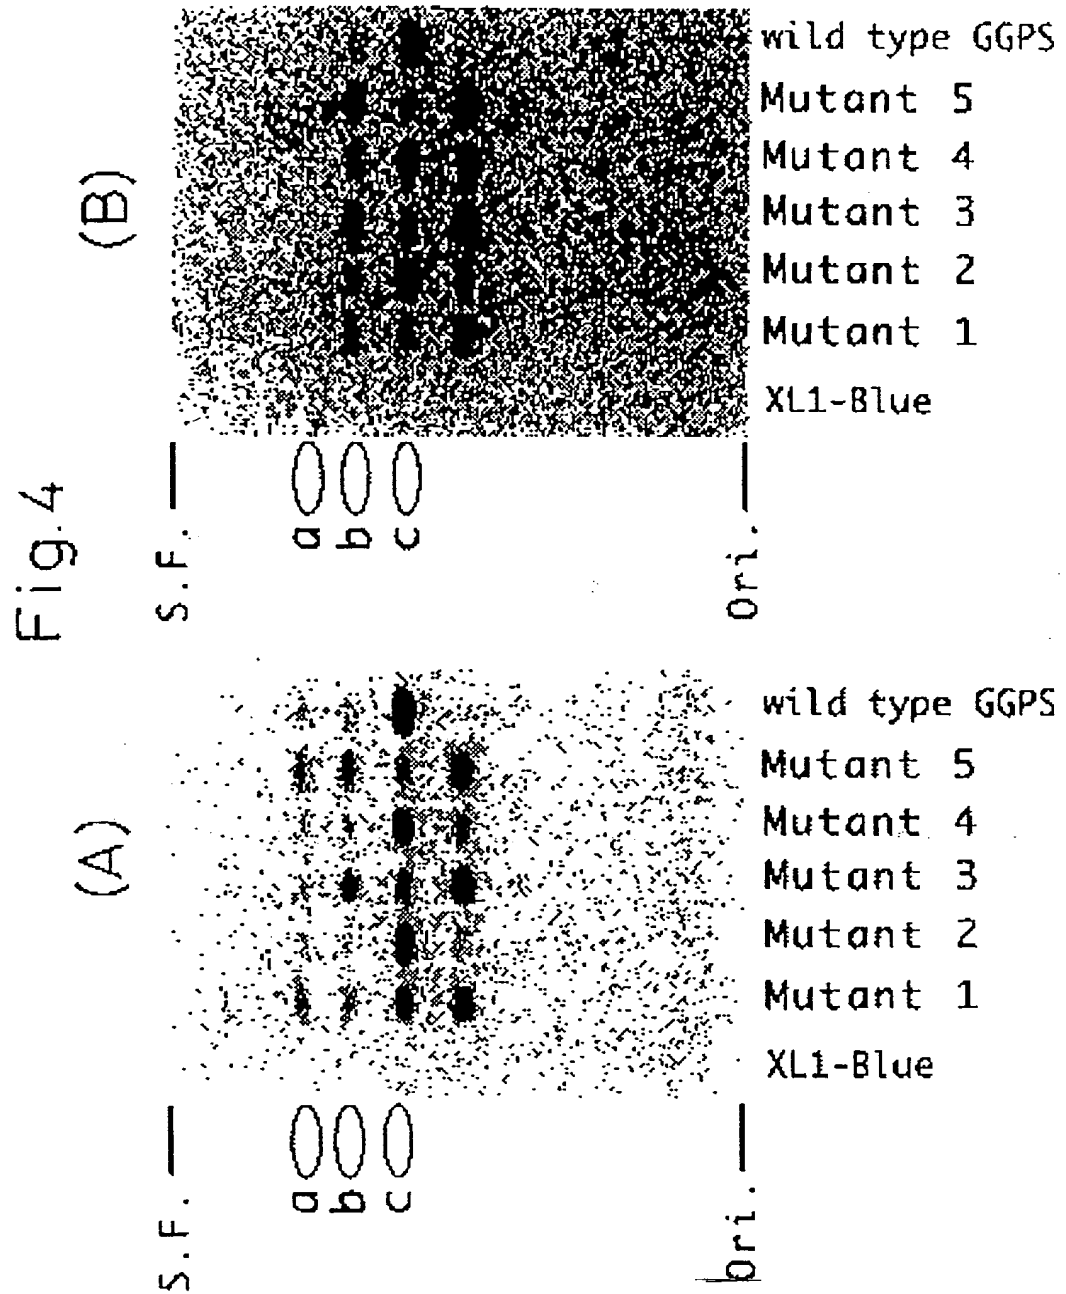 Fig. 4
(A)
S.F.
a
b
c
Ori.
XL1-Blue
Mutant 1
Mutant 2
Mutant 3
Mutant 4
Mutant 5
wild type GGPS
(B)
S.F.
a
b
c
Ori.
XL1-Blue
Mutant 1
Mutant 2
Mutant 3
Mutant 4
Mutant 5
wild type GGPS